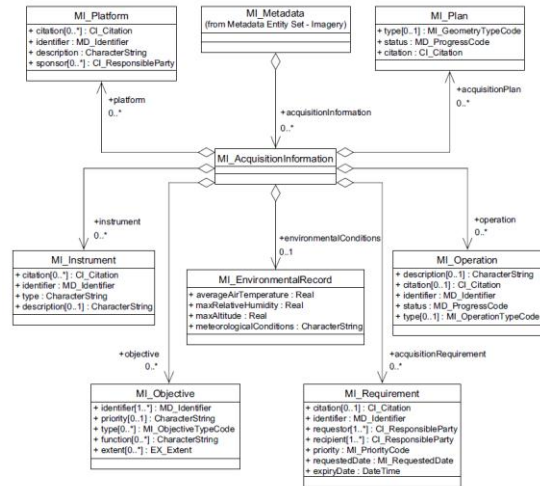 MI_Platform
+ citation[0..*] : CI_Citation
+ identifier : MD_Identifier
+ description : CharacterString
+ sponsor[0..*] : CI_ResponsibleParty
MI_Metadata
(from Metadata Entity Set - Imagery)
MI_Plan
+ type[0..1] : MI_GeometryTypeCode
+ status : MD_ProgressCode
+ citation : CI_Citation
+platform
0..*
+acquisitionInformation
0..*
+acquisitionPlan
0..*
MI_AcquisitionInformation
+instrument
0..*
+environmentalConditions
0..1
+operation
0..*
MI_Instrument
+ citation[0..*] : CI_Citation
+ identifier : MD_Identifier
+ type : CharacterString
+ description[0..1] : CharacterString
MI_EnvironmentalRecord
+ averageAirTemperature : Real
+ maxRelativeHumidity : Real
+ maxAltitude : Real
+ meteorologicalConditions : CharacterString
MI_Operation
+ description[0..1] : CharacterString
+ citation[0..1] : CI_Citation
+ identifier : MD_Identifier
+ status : MD_ProgressCode
+ type[0..1] : MI_OperationTypeCode
+objective
0..*
+acquisitionRequirement
0..*
MI_Objective
+ identifier[1..*] : MD_Identifier
+ priority[0..1] : CharacterString
+ type[0..*] : MI_ObjectiveTypeCode
+ function[0..*] : CharacterString
+ extent[0..*] : EX_Extent
MI_Requirement
+ citation[0..1] : CI_Citation
+ identifier : MD_Identifier
+ requestor[1..*] : CI_ResponsibleParty
+ recipient[1..*] : CI_ResponsibleParty
+ priority : MI_PriorityCode
+ requestedDate : MI_RequestedDate
+ expiryDate : DateTime